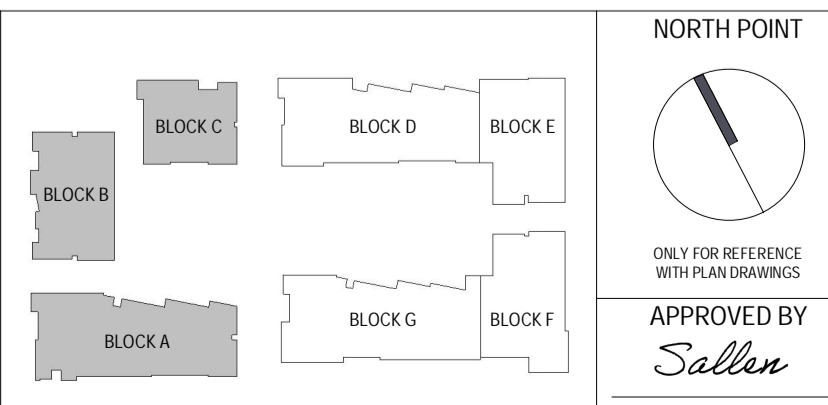 BLOCK C
BLOCK D
BLOCK E
BLOCK B
BLOCK A
BLOCK G
BLOCK F
NORTH POINT
ONLY FOR REFERENCE
WITH PLAN DRAWINGS
APPROVED BY
Sallen